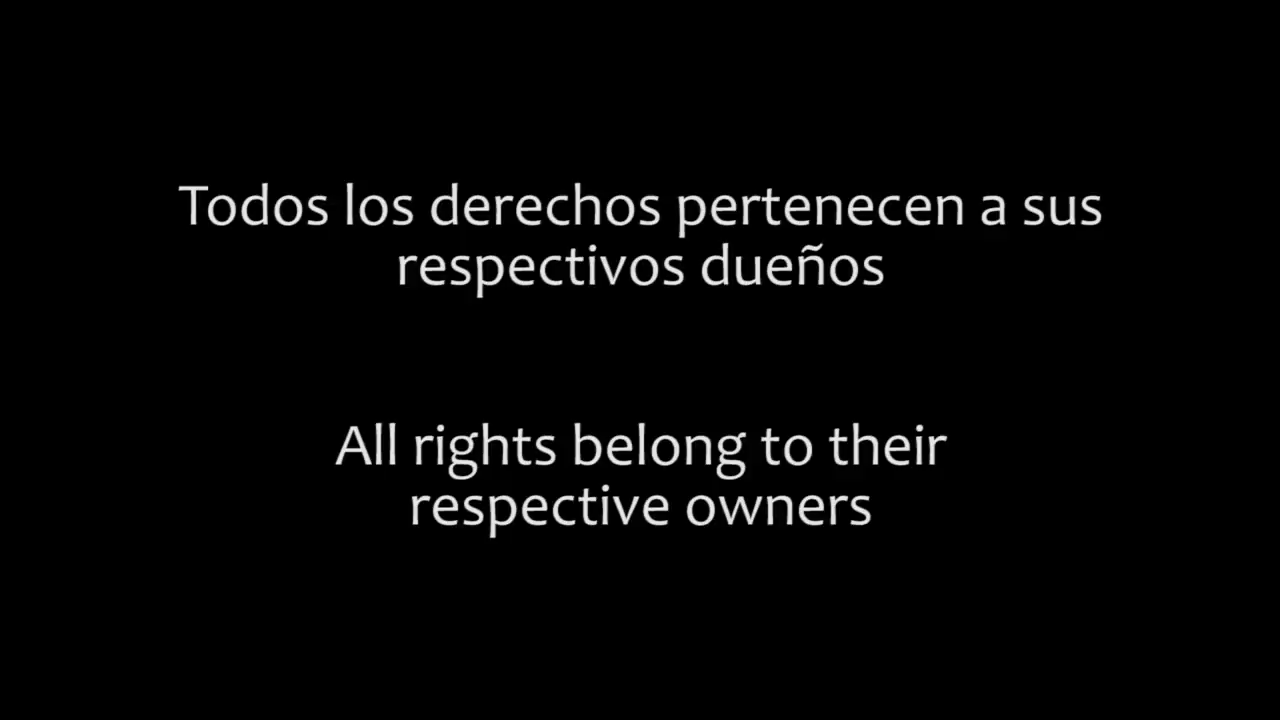 Todos los derechos pertenecen a sus
respectivos dueños
All rights belong to their
respective owners